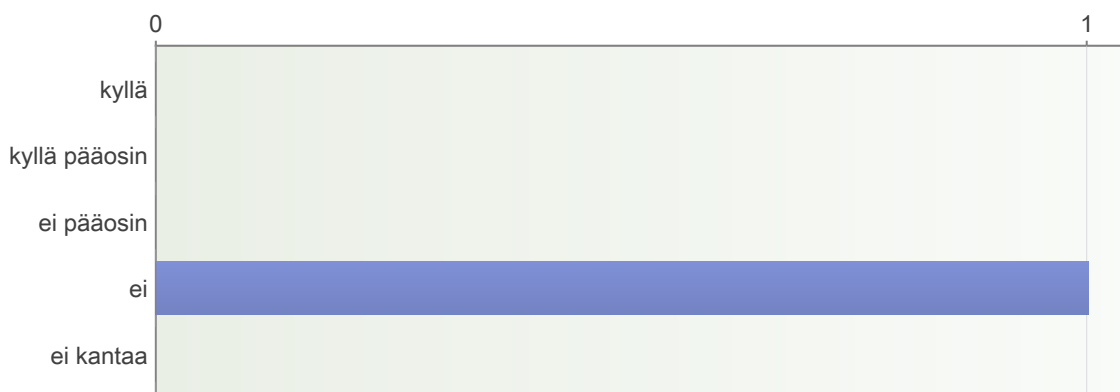 0 1
kyllä
kyllä pääosin
ei pääosin
ei
ei kantaa